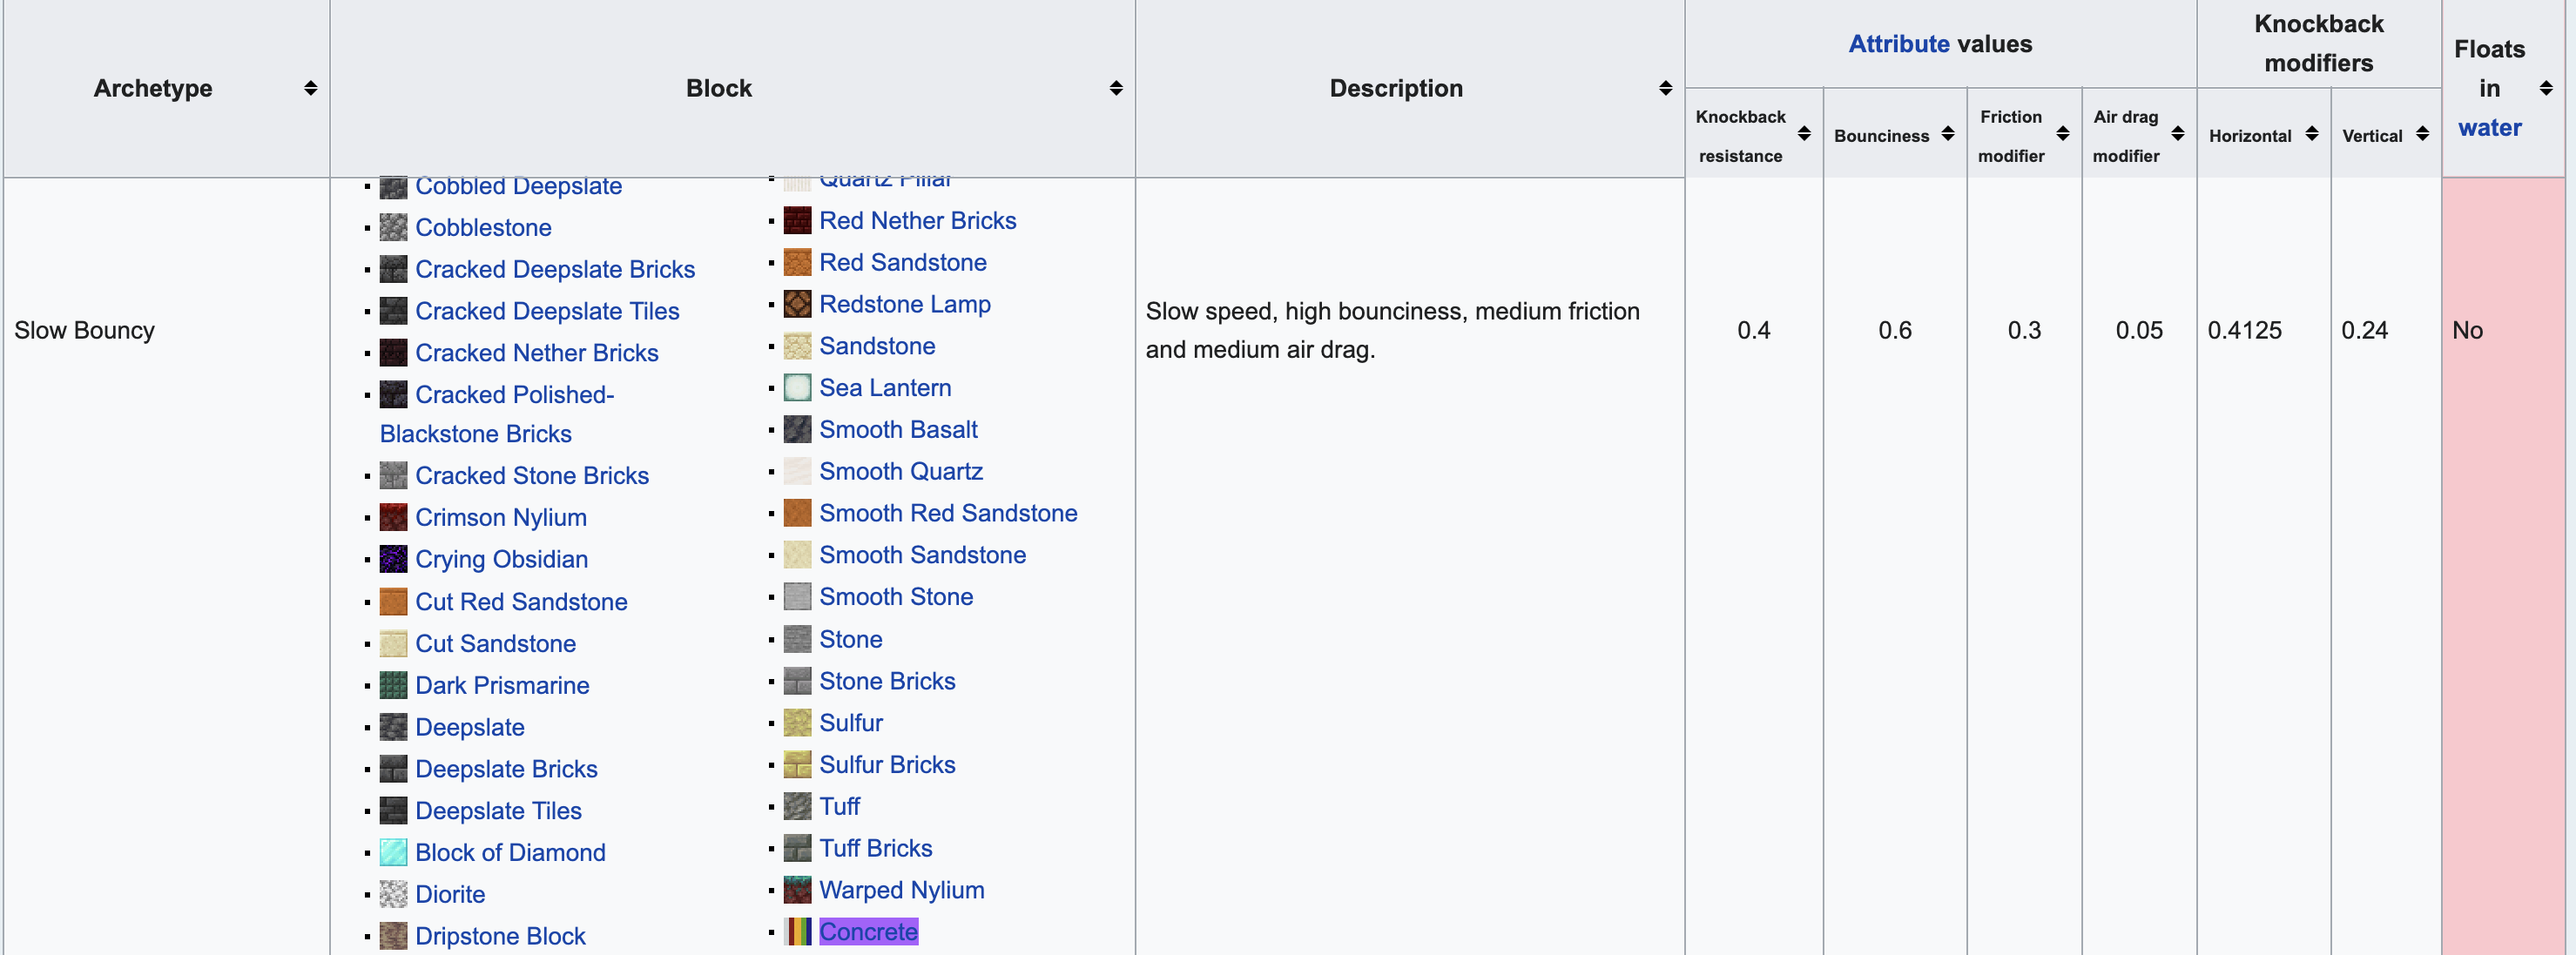 Archetype
Block
Description
Attribute values
Knockback
modifiers
Floats
in
water
Knockback
resistance
Bounciness
Friction
modifier
Air drag
modifier
Horizontal
Vertical
Slow Bouncy
Cobbled Deepslate
Cobblestone
Cracked Deepslate Bricks
Cracked Deepslate Tiles
Cracked Nether Bricks
Cracked Polished-
Blackstone Bricks
Cracked Stone Bricks
Crimson Nylium
Crying Obsidian
Cut Red Sandstone
Cut Sandstone
Dark Prismarine
Deepslate
Deepslate Bricks
Deepslate Tiles
Block of Diamond
Diorite
Dripstone Block
Quartz Pillar
Red Nether Bricks
Red Sandstone
Redstone Lamp
Sandstone
Sea Lantern
Smooth Basalt
Smooth Quartz
Smooth Red Sandstone
Smooth Sandstone
Smooth Stone
Stone
Stone Bricks
Sulfur
Sulfur Bricks
Tuff
Tuff Bricks
Warped Nylium
Concrete
Slow speed, high bounciness, medium friction
and medium air drag.
0.4
0.6
0.3
0.05
0.4125
0.24
No